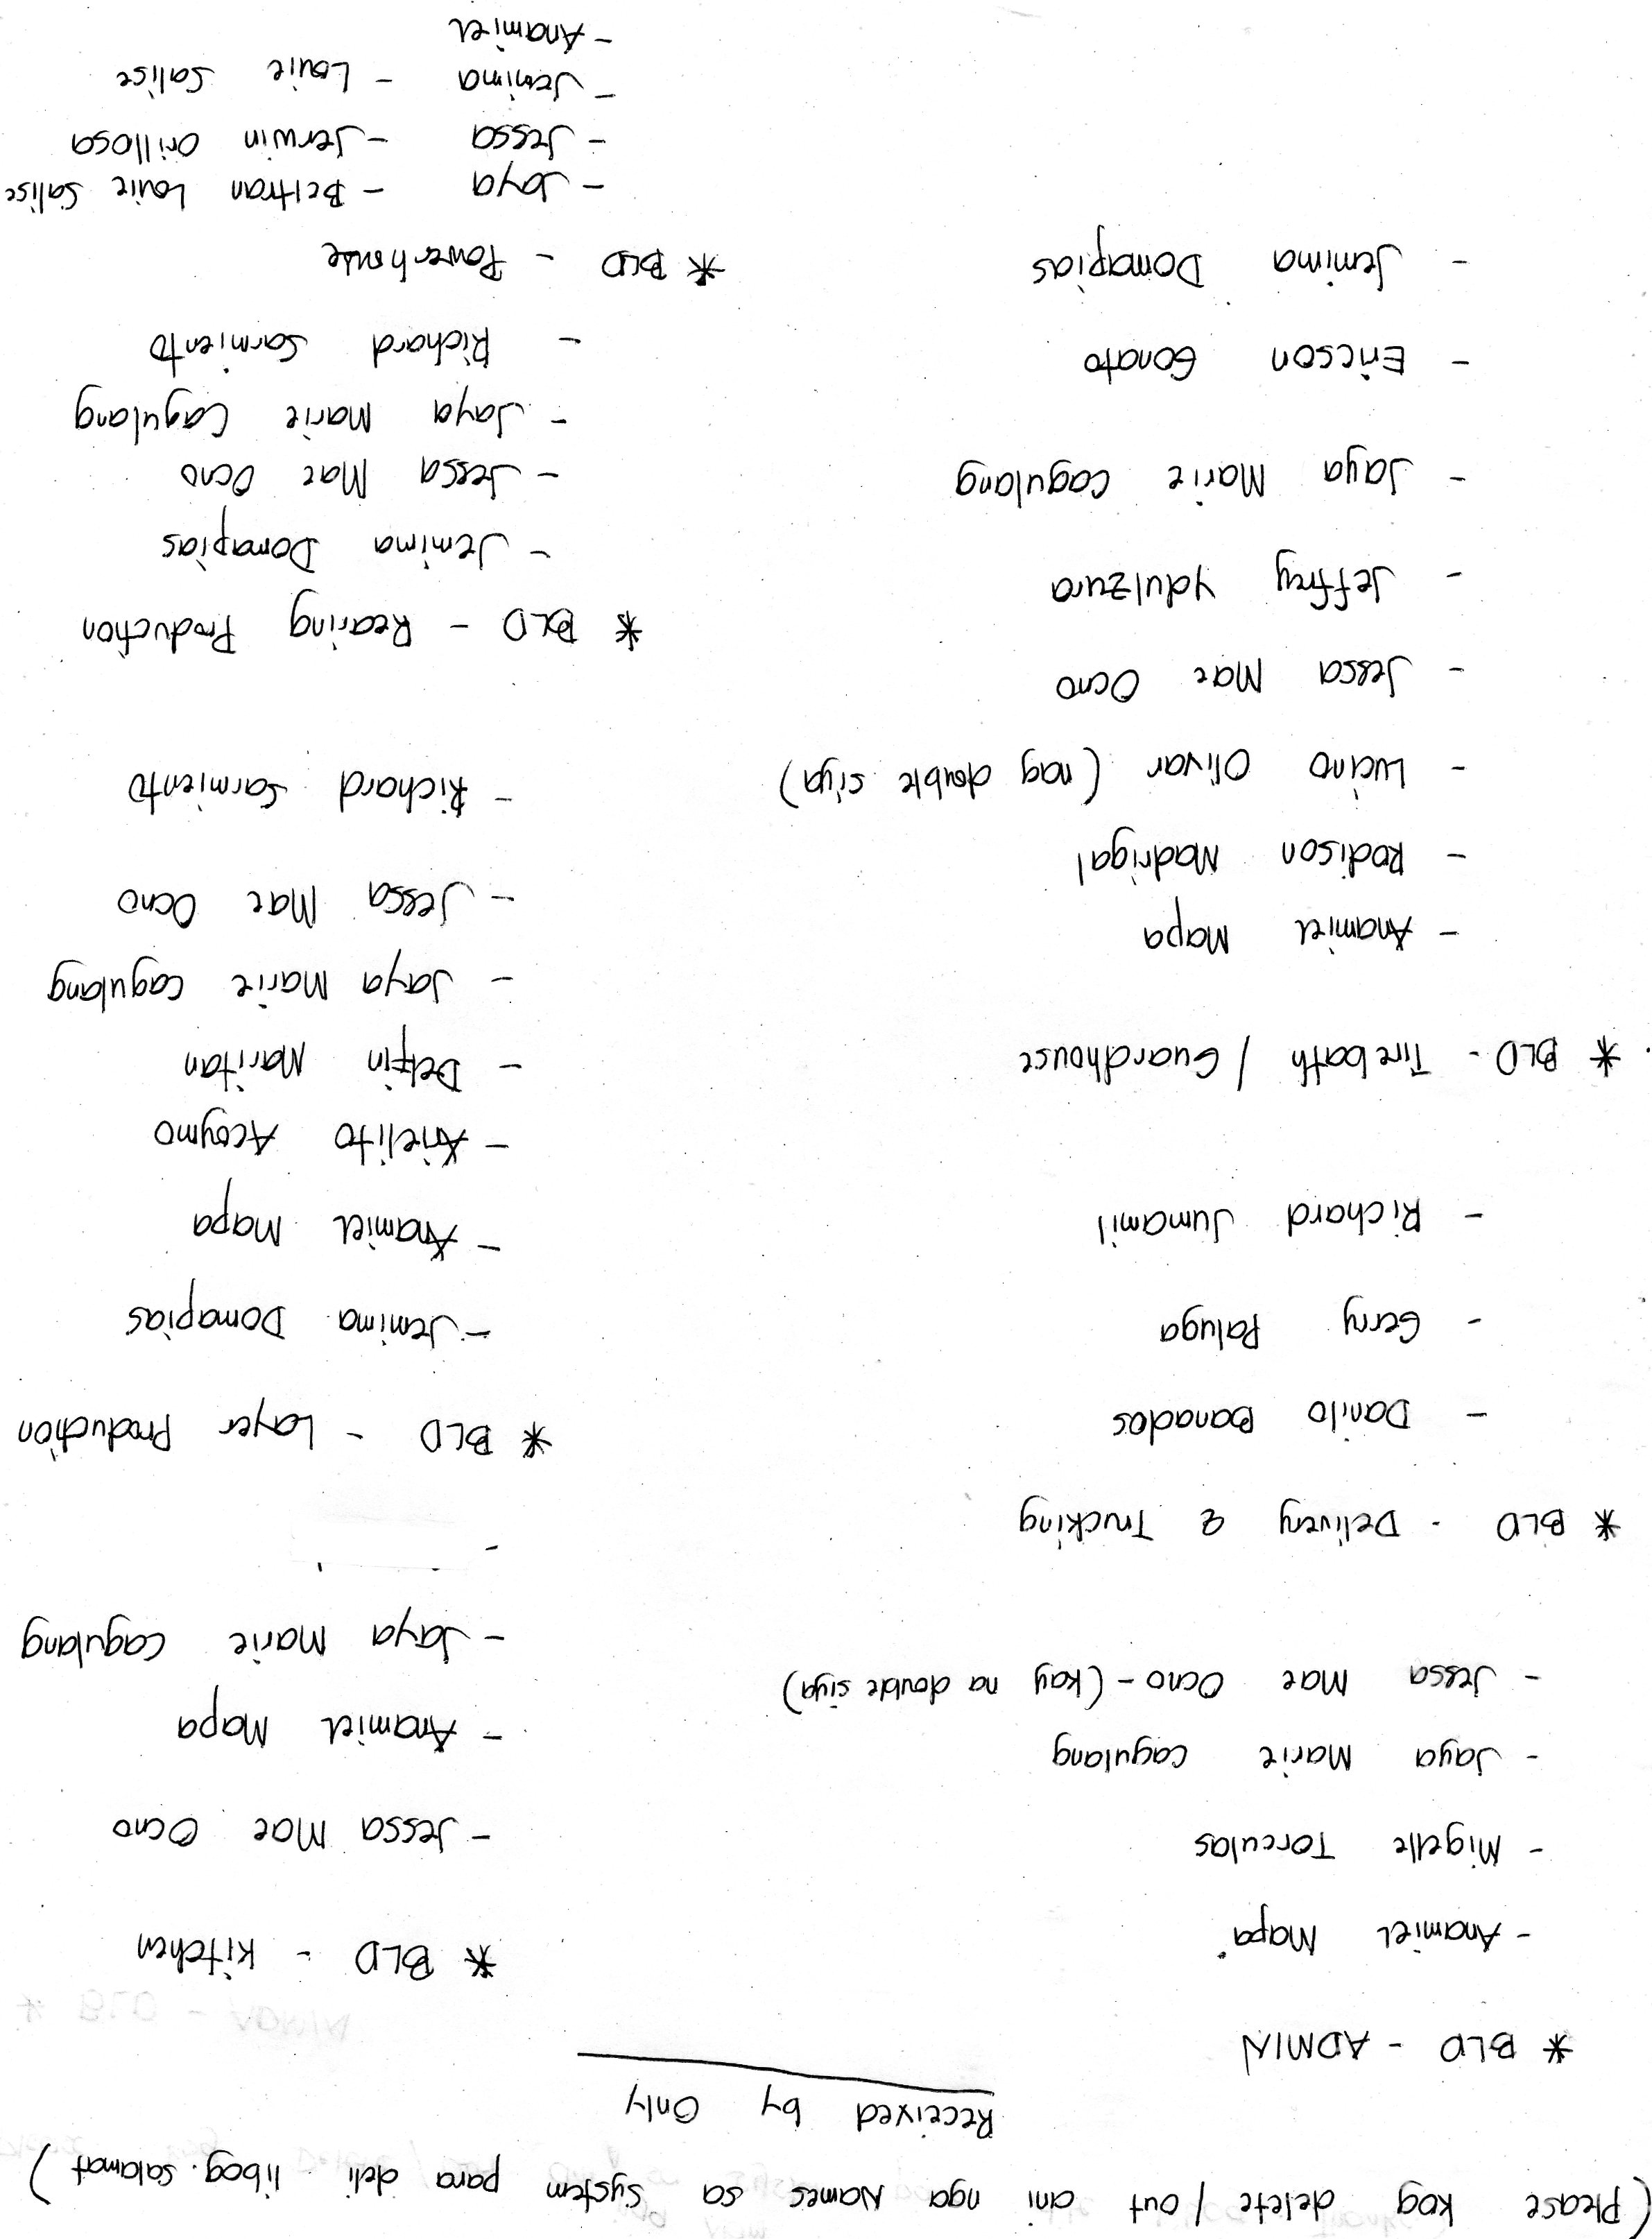 (Please kog delete / out ani nga Names sa system para deli libog. salamat)
Received by Only
* BLD - ADMIN
- Anamiel Mapa
- Migelle Torculas
- Jaya Marie Cagulang
- Jessa Mae Ocno - (kay na double siya)
* BLD - Delivery & Trucking
- Danilo Banados
- Gerry Paluga
- Richard Jumamil
* BLD - Tirebath / Guardhouse
- Anamiel Mapa
- Rodison Madrigal
- Lucino Olivar (nag double siya)
- Jessa Mae Ocno
- Jeffrey Ydulzura
- Jaya Marie Cagulang
- Ericson Gonato
- Jemima Domapias
* BLD - Kitchen
- Jessa Mae Ocno
- Anamiel Mapa
- Jaya Marie Cagulang
-
* BLD - Layer Production
- Jemima Domapias
- Anamiel Mapa
- Arielito Acoymo
- Delfin Maritan
- Jaya Marie Cagulang
- Jessa Mae Ocno
- Richard Sarmiento
* BLD - Rearing Production
- Jemima Domapias
- Jessa Mae Ocno
- Jaya Marie Cagulang
- Richard Sarmiento
* BLD - Powerhouse
- Jaya
- Jessa
- Jemima
- Anamiel
- Beltran Louie Salise
- Jerwin Orillosa
- Louie Salise